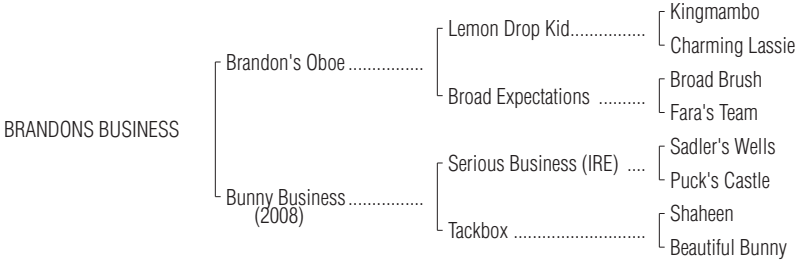 Kingmambo
Lemon Drop Kid................
Charming Lassie
Brandon's Oboe ................
Broad Brush
Broad Expectations ..........
Fara's Team
BRANDONS BUSINESS
Sadler's Wells
Serious Business (IRE) ....
Puck's Castle
Bunny Business................
(2008)
Shaheen
Tackbox ............................
Beautiful Bunny